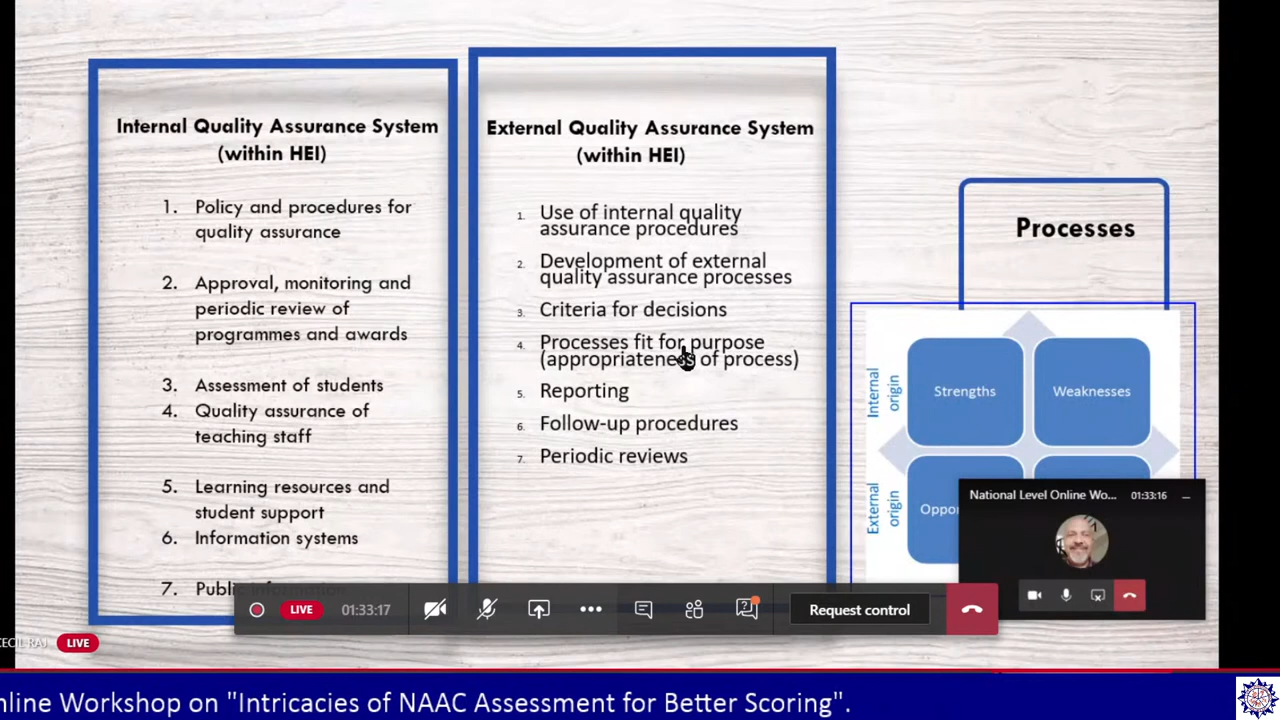 Internal Quality Assurance System
(within HEI)
1. Policy and procedures for
quality assurance
2. Approval, monitoring and
periodic review of
programmes and awards
3. Assessment of students
4. Quality assurance of
teaching staff
5. Learning resources and
student support
6. Information systems
7. Public information
External Quality Assurance System
(within HEI)
1. Use of internal quality
assurance procedures
2. Development of external
quality assurance processes
3. Criteria for decisions
4. Processes fit for purpose
(appropriateness of process)
5. Reporting
6. Follow-up procedures
7. Periodic reviews
Processes
Internal
origin
Strengths
Weaknesses
External
origin
Oppor
National Level Online Wo... 01:33:16
LIVE 01:33:17
Request control
CECIL RAJ LIVE
nline Workshop on "Intricacies of NAAC Assessment for Better Scoring".